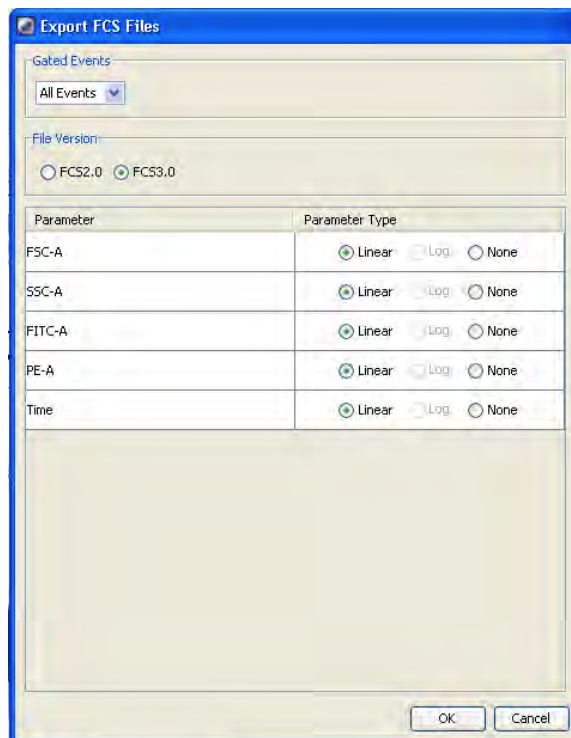 Export FCS Files
Gated Events
All Events
File Version
FCS2.0 FCS3.0
Parameter Parameter Type
FSC-A Linear Log None
SSC-A Linear Log None
FITC-A Linear Log None
PE-A Linear Log None
Time Linear Log None
OK Cancel